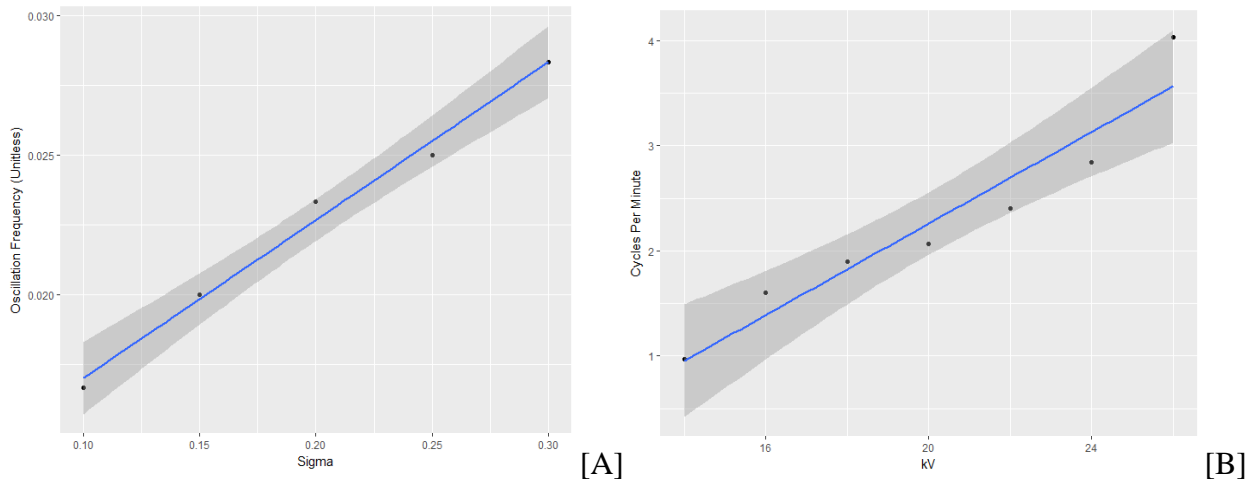 0.030
0.025
0.020
Oscillation Frequency (Unitless)
0.10 0.15 0.20 0.25 0.30
Sigma
[A]
4
3
2
1
Cycles Per Minute
16 20 24
kV
[B]